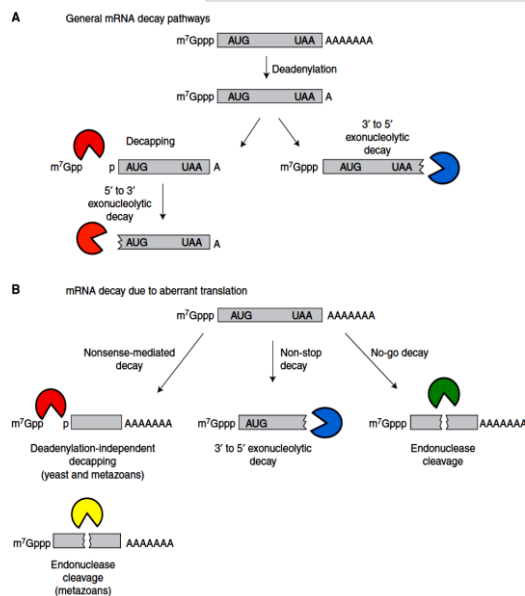 A General mRNA decay pathways
m⁷Gppp AUG UAA AAAAAAA
Deadenylation
m⁷Gppp AUG UAA A
Decapping
m⁷Gpp p AUG UAA A
3′ to 5′
exonucleolytic
decay
m⁷Gppp AUG UAA
5′ to 3′
exonucleolytic
decay
AUG UAA A
B mRNA decay due to aberrant translation
m⁷Gppp AUG UAA AAAAAAA
Nonsense-mediated
decay
Non-stop
decay
No-go decay
m⁷Gpp p AAAAAAA
Deadenylation-independent
decapping
(yeast and metazoans)
m⁷Gppp AUG
3′ to 5′ exonucleolytic
decay
m⁷Gppp AAAAAAA
Endonuclease
cleavage
m⁷Gppp AAAAAAA
Endonuclease
cleavage
(metazoans)